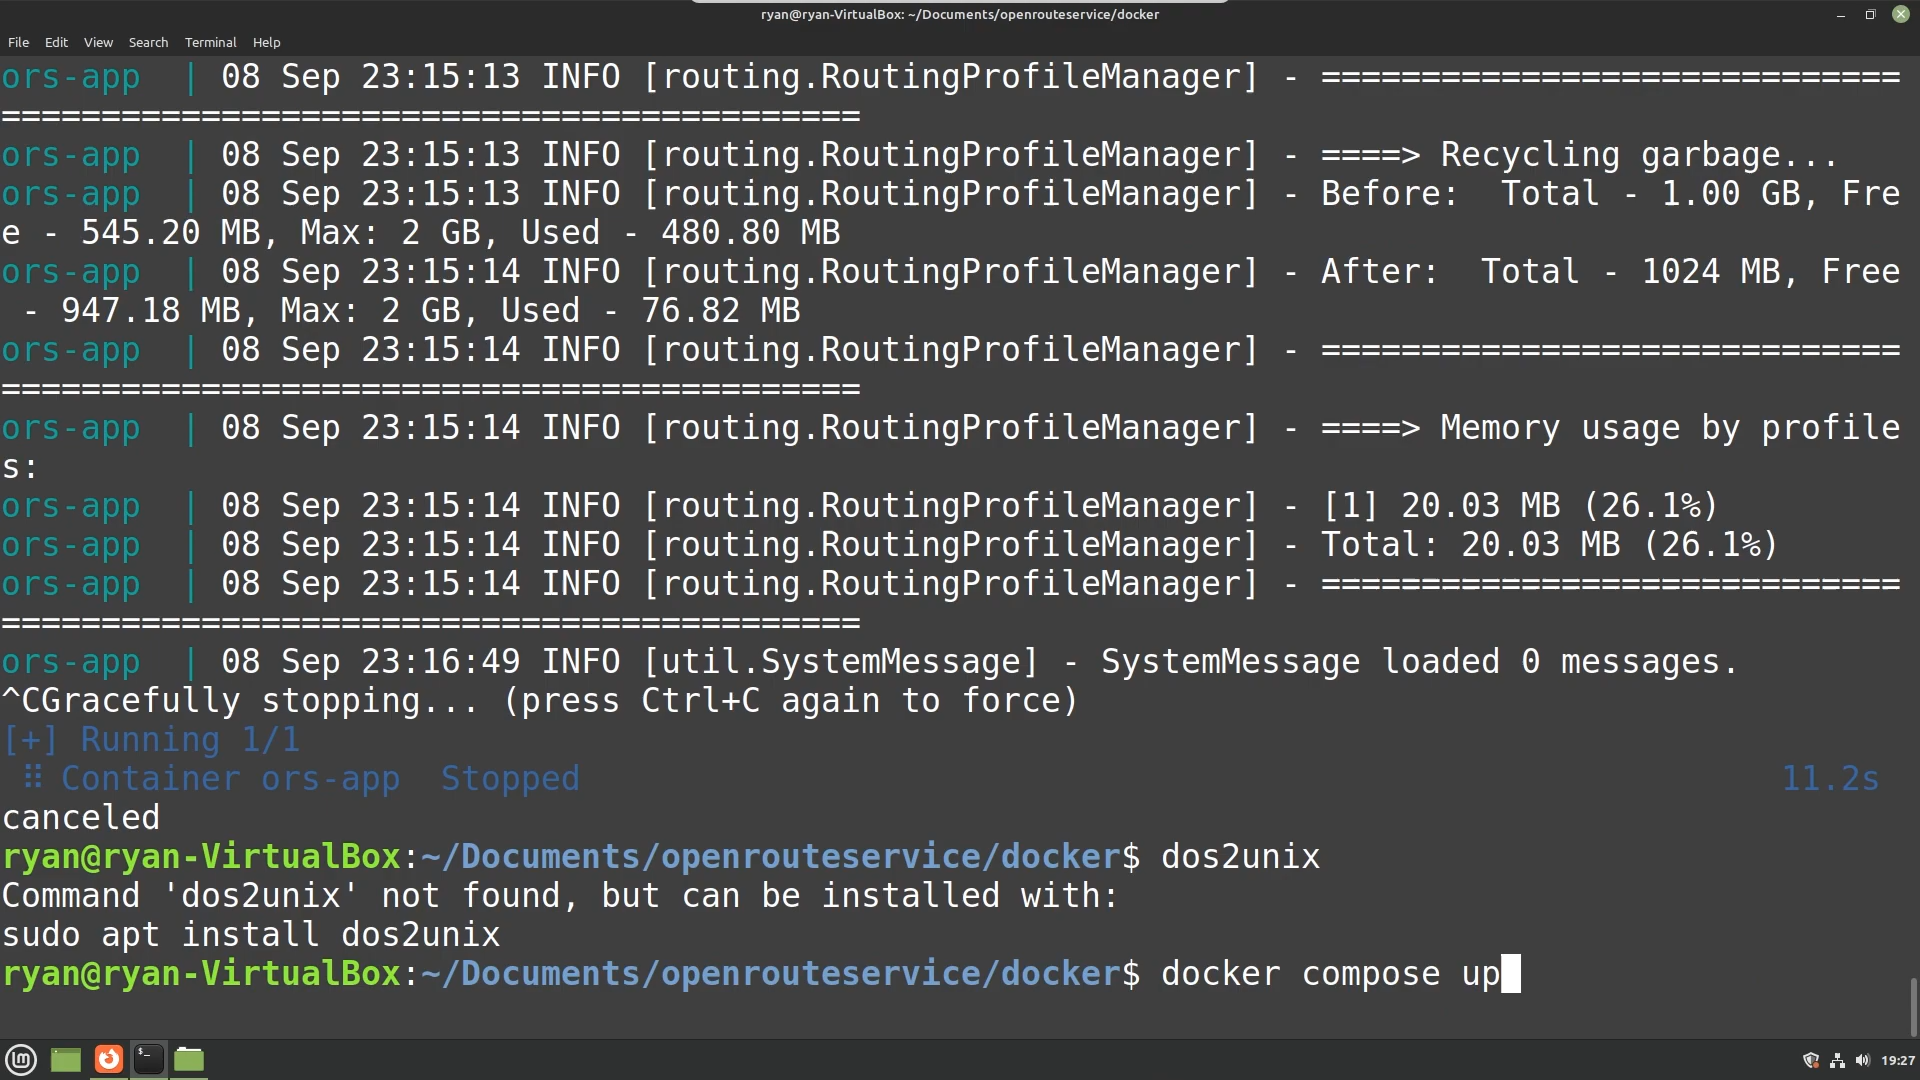 ryan@ryan-VirtualBox: ~/Documents/openrouteservice/docker
File Edit View Search Terminal Help
ors-app  | 08 Sep 23:15:13 INFO [routing.RoutingProfileManager] - =============================
===========================================
ors-app  | 08 Sep 23:15:13 INFO [routing.RoutingProfileManager] - ====> Recycling garbage...
ors-app  | 08 Sep 23:15:13 INFO [routing.RoutingProfileManager] - Before:  Total - 1.00 GB, Fre
e - 545.20 MB, Max: 2 GB, Used - 480.80 MB
ors-app  | 08 Sep 23:15:14 INFO [routing.RoutingProfileManager] - After:  Total - 1024 MB, Free
 - 947.18 MB, Max: 2 GB, Used - 76.82 MB
ors-app  | 08 Sep 23:15:14 INFO [routing.RoutingProfileManager] - =============================
===========================================
ors-app  | 08 Sep 23:15:14 INFO [routing.RoutingProfileManager] - ====> Memory usage by profile
s:
ors-app  | 08 Sep 23:15:14 INFO [routing.RoutingProfileManager] - [1] 20.03 MB (26.1%)
ors-app  | 08 Sep 23:15:14 INFO [routing.RoutingProfileManager] - Total: 20.03 MB (26.1%)
ors-app  | 08 Sep 23:15:14 INFO [routing.RoutingProfileManager] - =============================
===========================================
ors-app  | 08 Sep 23:16:49 INFO [util.SystemMessage] - SystemMessage loaded 0 messages.
^CGracefully stopping... (press Ctrl+C again to force)
[+] Running 1/1
 ⠿ Container ors-app  Stopped 11.2s
canceled
ryan@ryan-VirtualBox:~/Documents/openrouteservice/docker$ dos2unix
Command 'dos2unix' not found, but can be installed with:
sudo apt install dos2unix
ryan@ryan-VirtualBox:~/Documents/openrouteservice/docker$ docker compose up
19:27